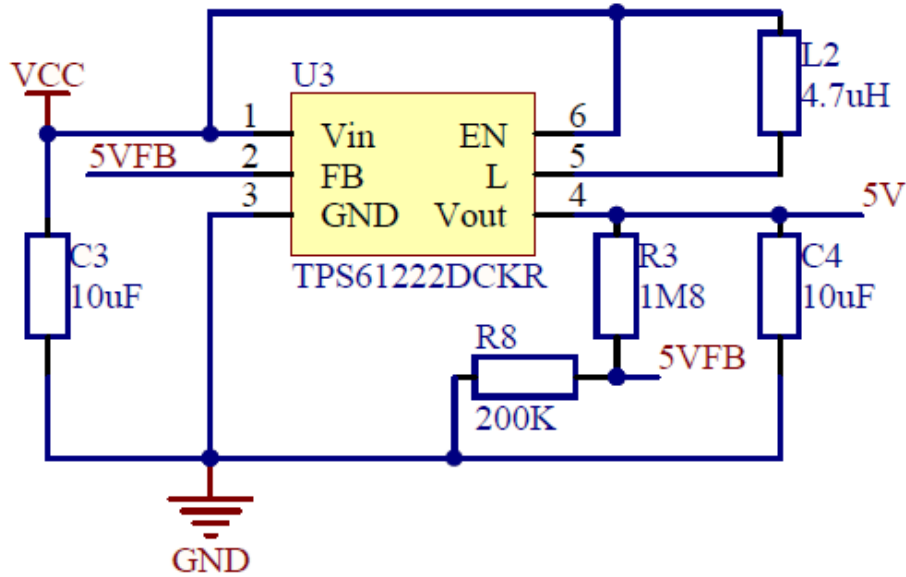 VCC
U3
L2
4.7uH
1
Vin
EN
6
5VFB
2
FB
L
5
3
GND
Vout
4
5V
C3
10uF
TPS61222DCKR
R3
1M8
C4
10uF
R8
200K
5VFB
GND